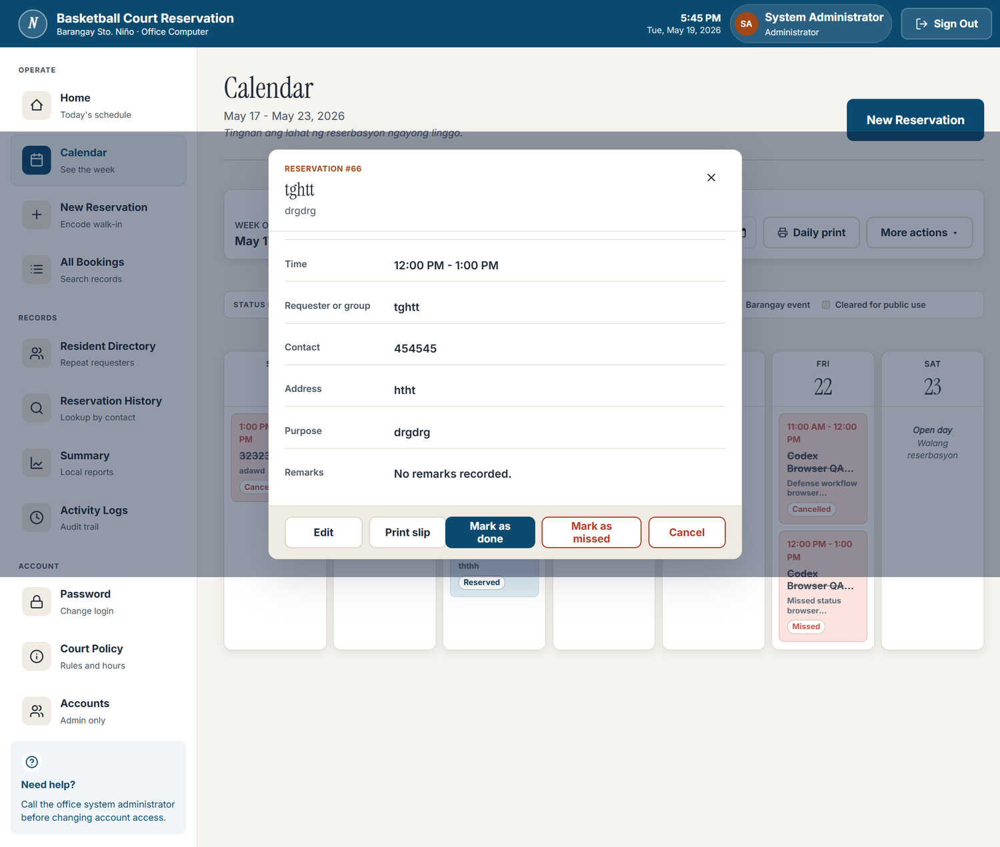 N
Basketball Court Reservation
Barangay Sto. Niño · Office Computer
5:45 PM
Tue, May 19, 2026
SA
System Administrator
Administrator
Sign Out
OPERATE
Home
Today's schedule
Calendar
See the week
New Reservation
Encode walk-in
All Bookings
Search records
RECORDS
Resident Directory
Repeat requesters
Reservation History
Lookup by contact
Summary
Local reports
Activity Logs
Audit trail
ACCOUNT
Password
Change login
Court Policy
Rules and hours
Accounts
Admin only
Need help?
Call the office system administrator
before changing account access.
Calendar
May 17 - May 23, 2026
Tingnan ang lahat ng reserbasyon ngayong linggo.
New Reservation
WEEK O
May 1
Daily print
More actions
STATUS
Barangay event
Cleared for public use
RESERVATION #66
tghtt
drgdrg
Time
12:00 PM - 1:00 PM
Requester or group
tghtt
Contact
454545
Address
htht
Purpose
drgdrg
Remarks
No remarks recorded.
Edit
Print slip
Mark as
done
Mark as
missed
Cancel
1:00 PM
PM
32323
adawd
Cance
ththh
Reserved
FRI
22
11:00 AM - 12:00
PM
Codex
Browser QA...
Defense workflow
browser...
Cancelled
12:00 PM - 1:00
PM
Codex
Browser QA...
Missed status
browser...
Missed
SAT
23
Open day
Walang
reserbasyon